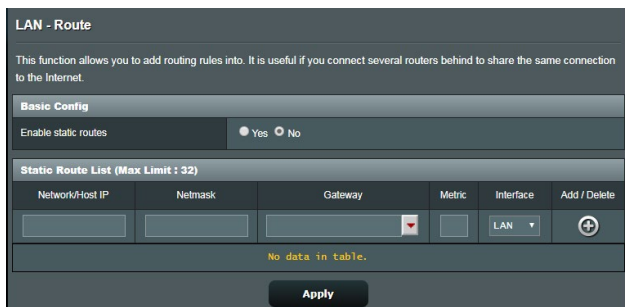 LAN - Route
This function allows you to add routing rules into. It is useful if you connect several routers behind to share the same connection
to the Internet.
Basic Config
Enable static routes Yes No
Static Route List (Max Limit : 32)
Network/Host IP Netmask Gateway Metric Interface Add / Delete
LAN
No data in table.
Apply